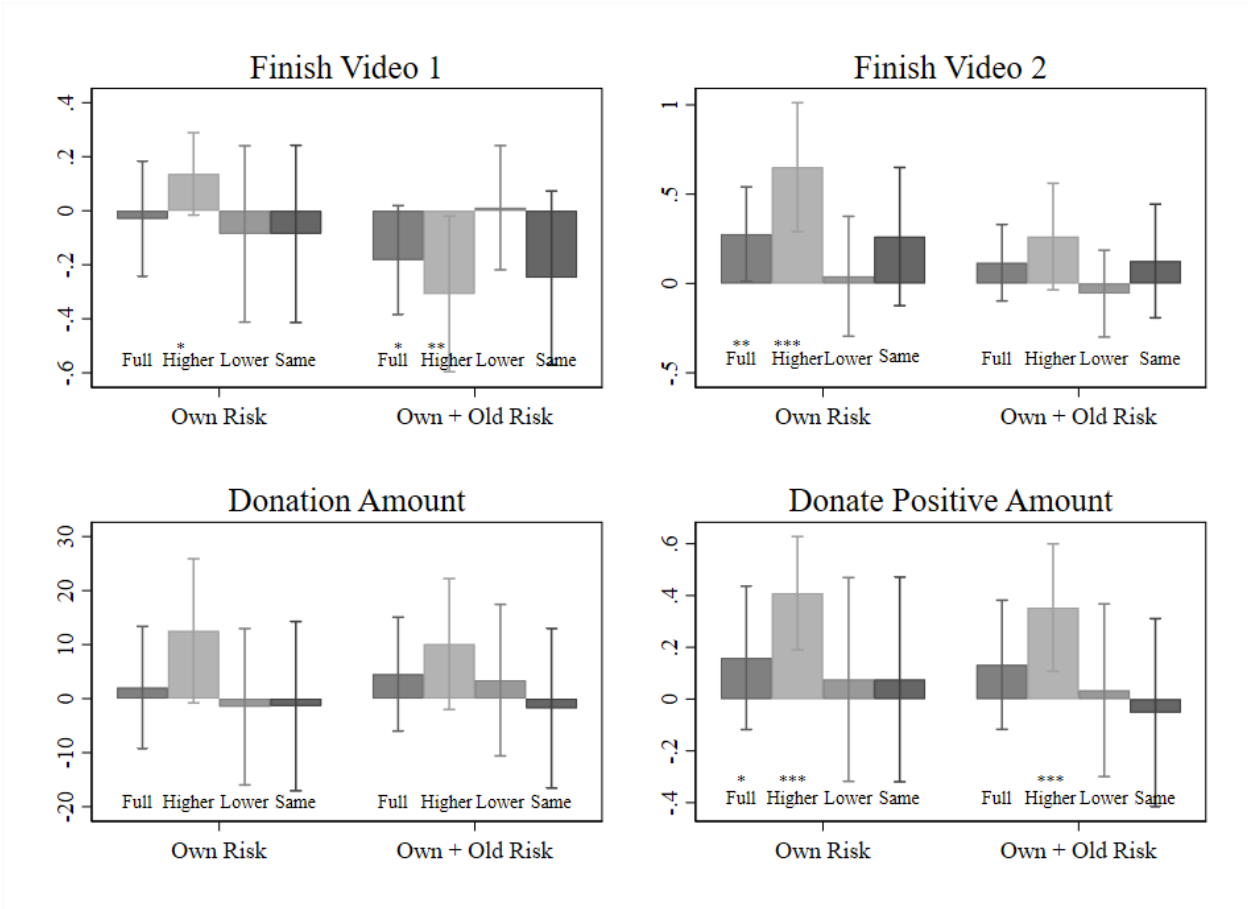 Finish Video 1
.4
.2
0
-.2
-.4
-.6
*
* **
Full Higher Lower Same Full Higher Lower Same
Own Risk Own + Old Risk
Finish Video 2
1
.5
0
-.5
** ***
Full Higher Lower Same Full Higher Lower Same
Own Risk Own + Old Risk
Donation Amount
30
20
10
0
-10
-20
Full Higher Lower Same Full Higher Lower Same
Own Risk Own + Old Risk
Donate Positive Amount
.6
.4
.2
0
-.2
-.4
* *** ***
Full Higher Lower Same Full Higher Lower Same
Own Risk Own + Old Risk